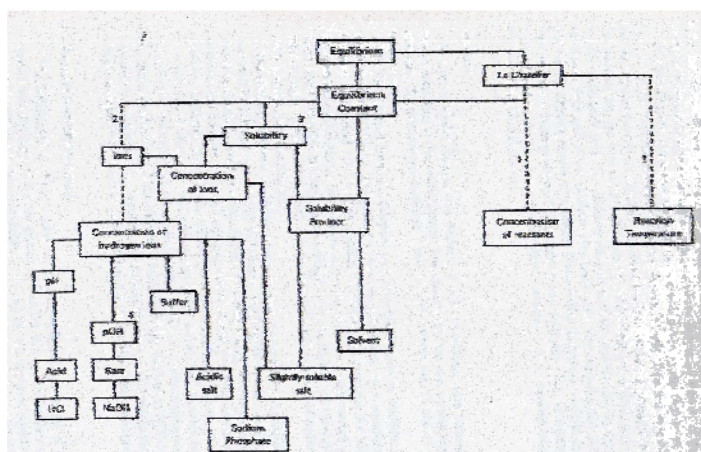 Equilibrium
Le Chatelier
Equilibrium
Constant
2
3
Solubility
Ions
Concentration
of ions
Solubility
Product
Concentration
of reactants
Reaction
Temperature
Concentrations of
hydrogen ions
pH
Buffer
pOH
Solvent
Acid
Base
Acidic
salt
Slightly soluble
salt
HCl
NaOH
Sodium
Phosphate